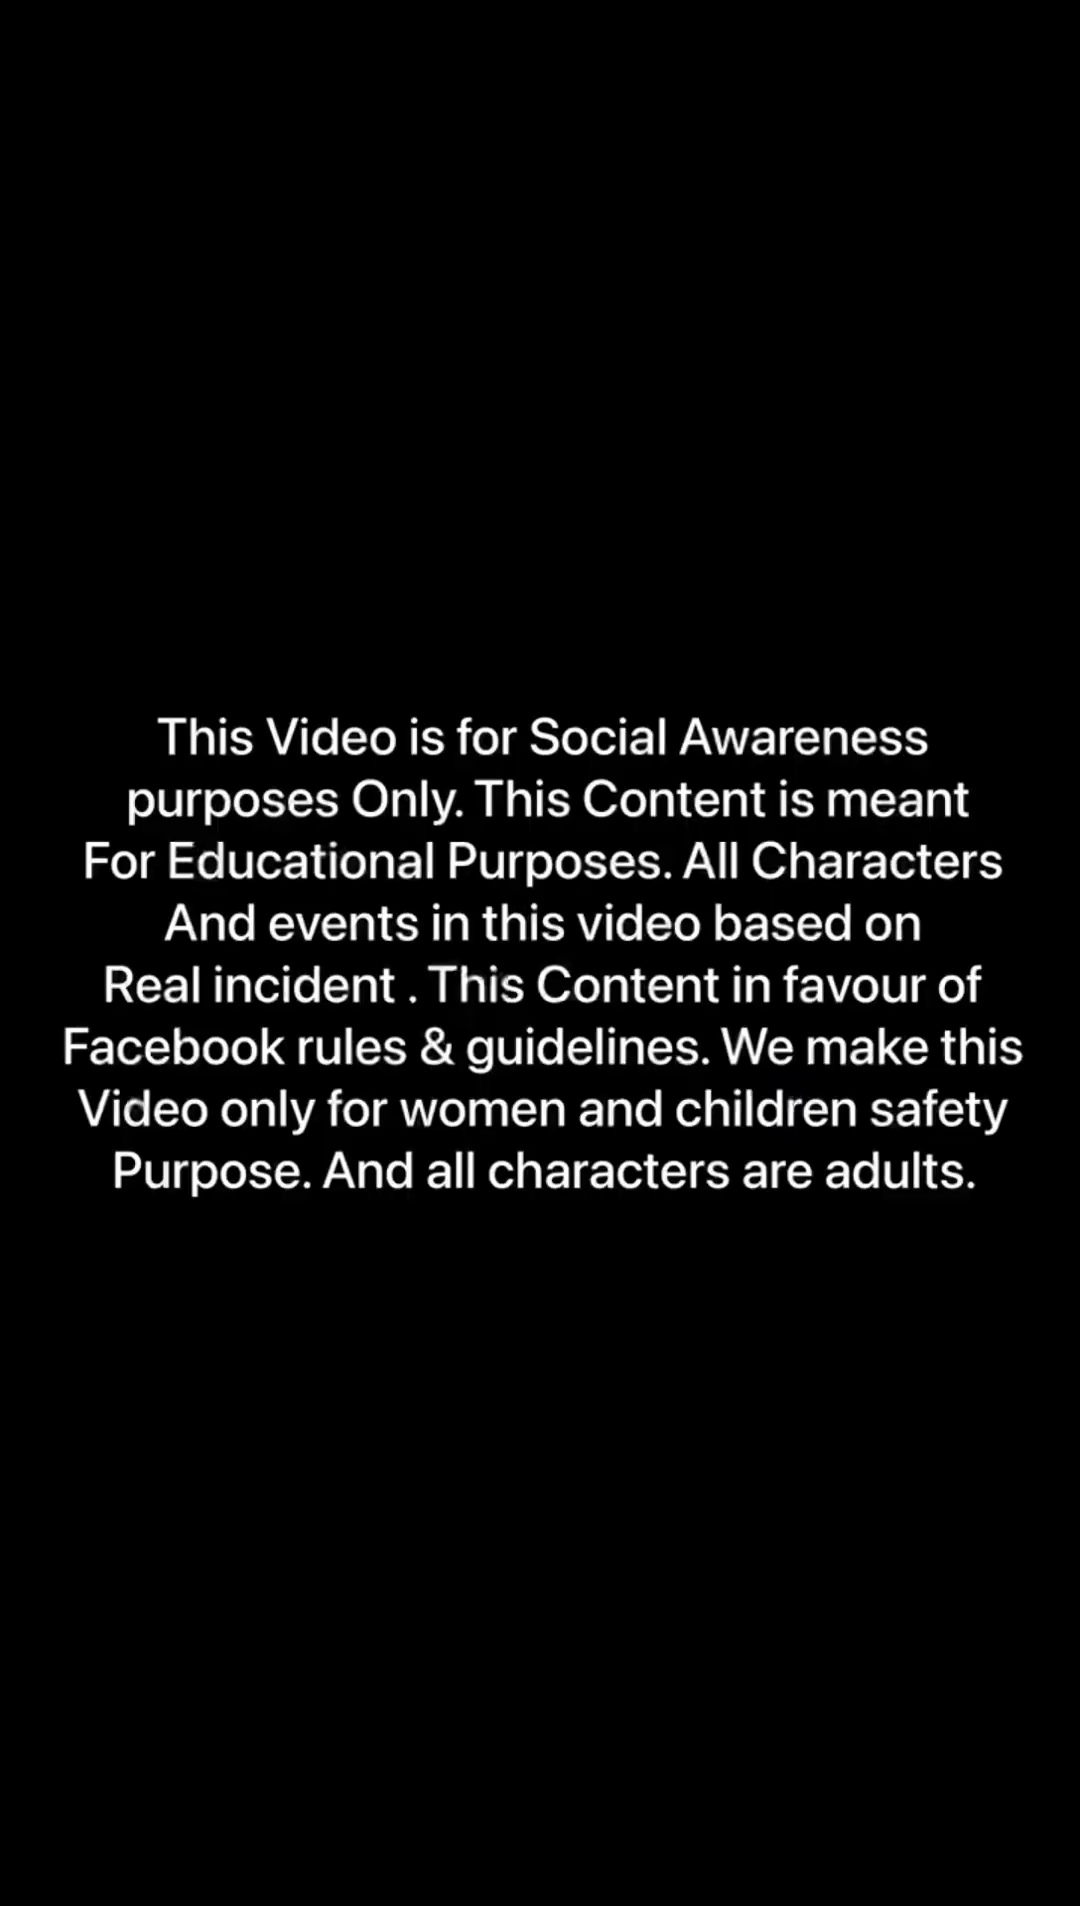 This Video is for Social Awareness
purposes Only. This Content is meant
For Educational Purposes. All Characters
And events in this video based on
Real incident . This Content in favour of
Facebook rules & guidelines. We make this
Video only for women and children safety
Purpose. And all characters are adults.